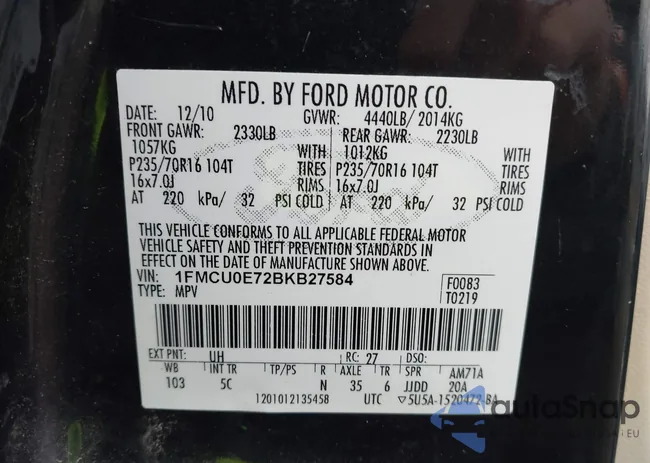 MFD. BY FORD MOTOR CO.
DATE: 12/10 GVWR: 4440LB/ 2014KG
FRONT GAWR: 2330LB REAR GAWR: 2230LB
1057KG WITH 1012KG WITH
P235/70R16 104T TIRES P235/70R16 104T TIRES
16x7.0J RIMS 16x7.0J RIMS
AT 220 kPa/ 32 PSI COLD AT 220 kPa/ 32 PSI COLD
THIS VEHICLE CONFORMS TO ALL APPLICABLE FEDERAL MOTOR
VEHICLE SAFETY AND THEFT PREVENTION STANDARDS IN
EFFECT ON THE DATE OF MANUFACTURE SHOWN ABOVE.
VIN: 1FMCU0E72BKB27584 F0083
TYPE: MPV T0219
EXT PNT: UH RC: 27 DSO:
WB INT TR TP/PS R AXLE TR SPR AM71A
103 5C N 35 6 JJDD 20A
1201012135458 UTC ▽5U5A-1520472-BA
autoSnap